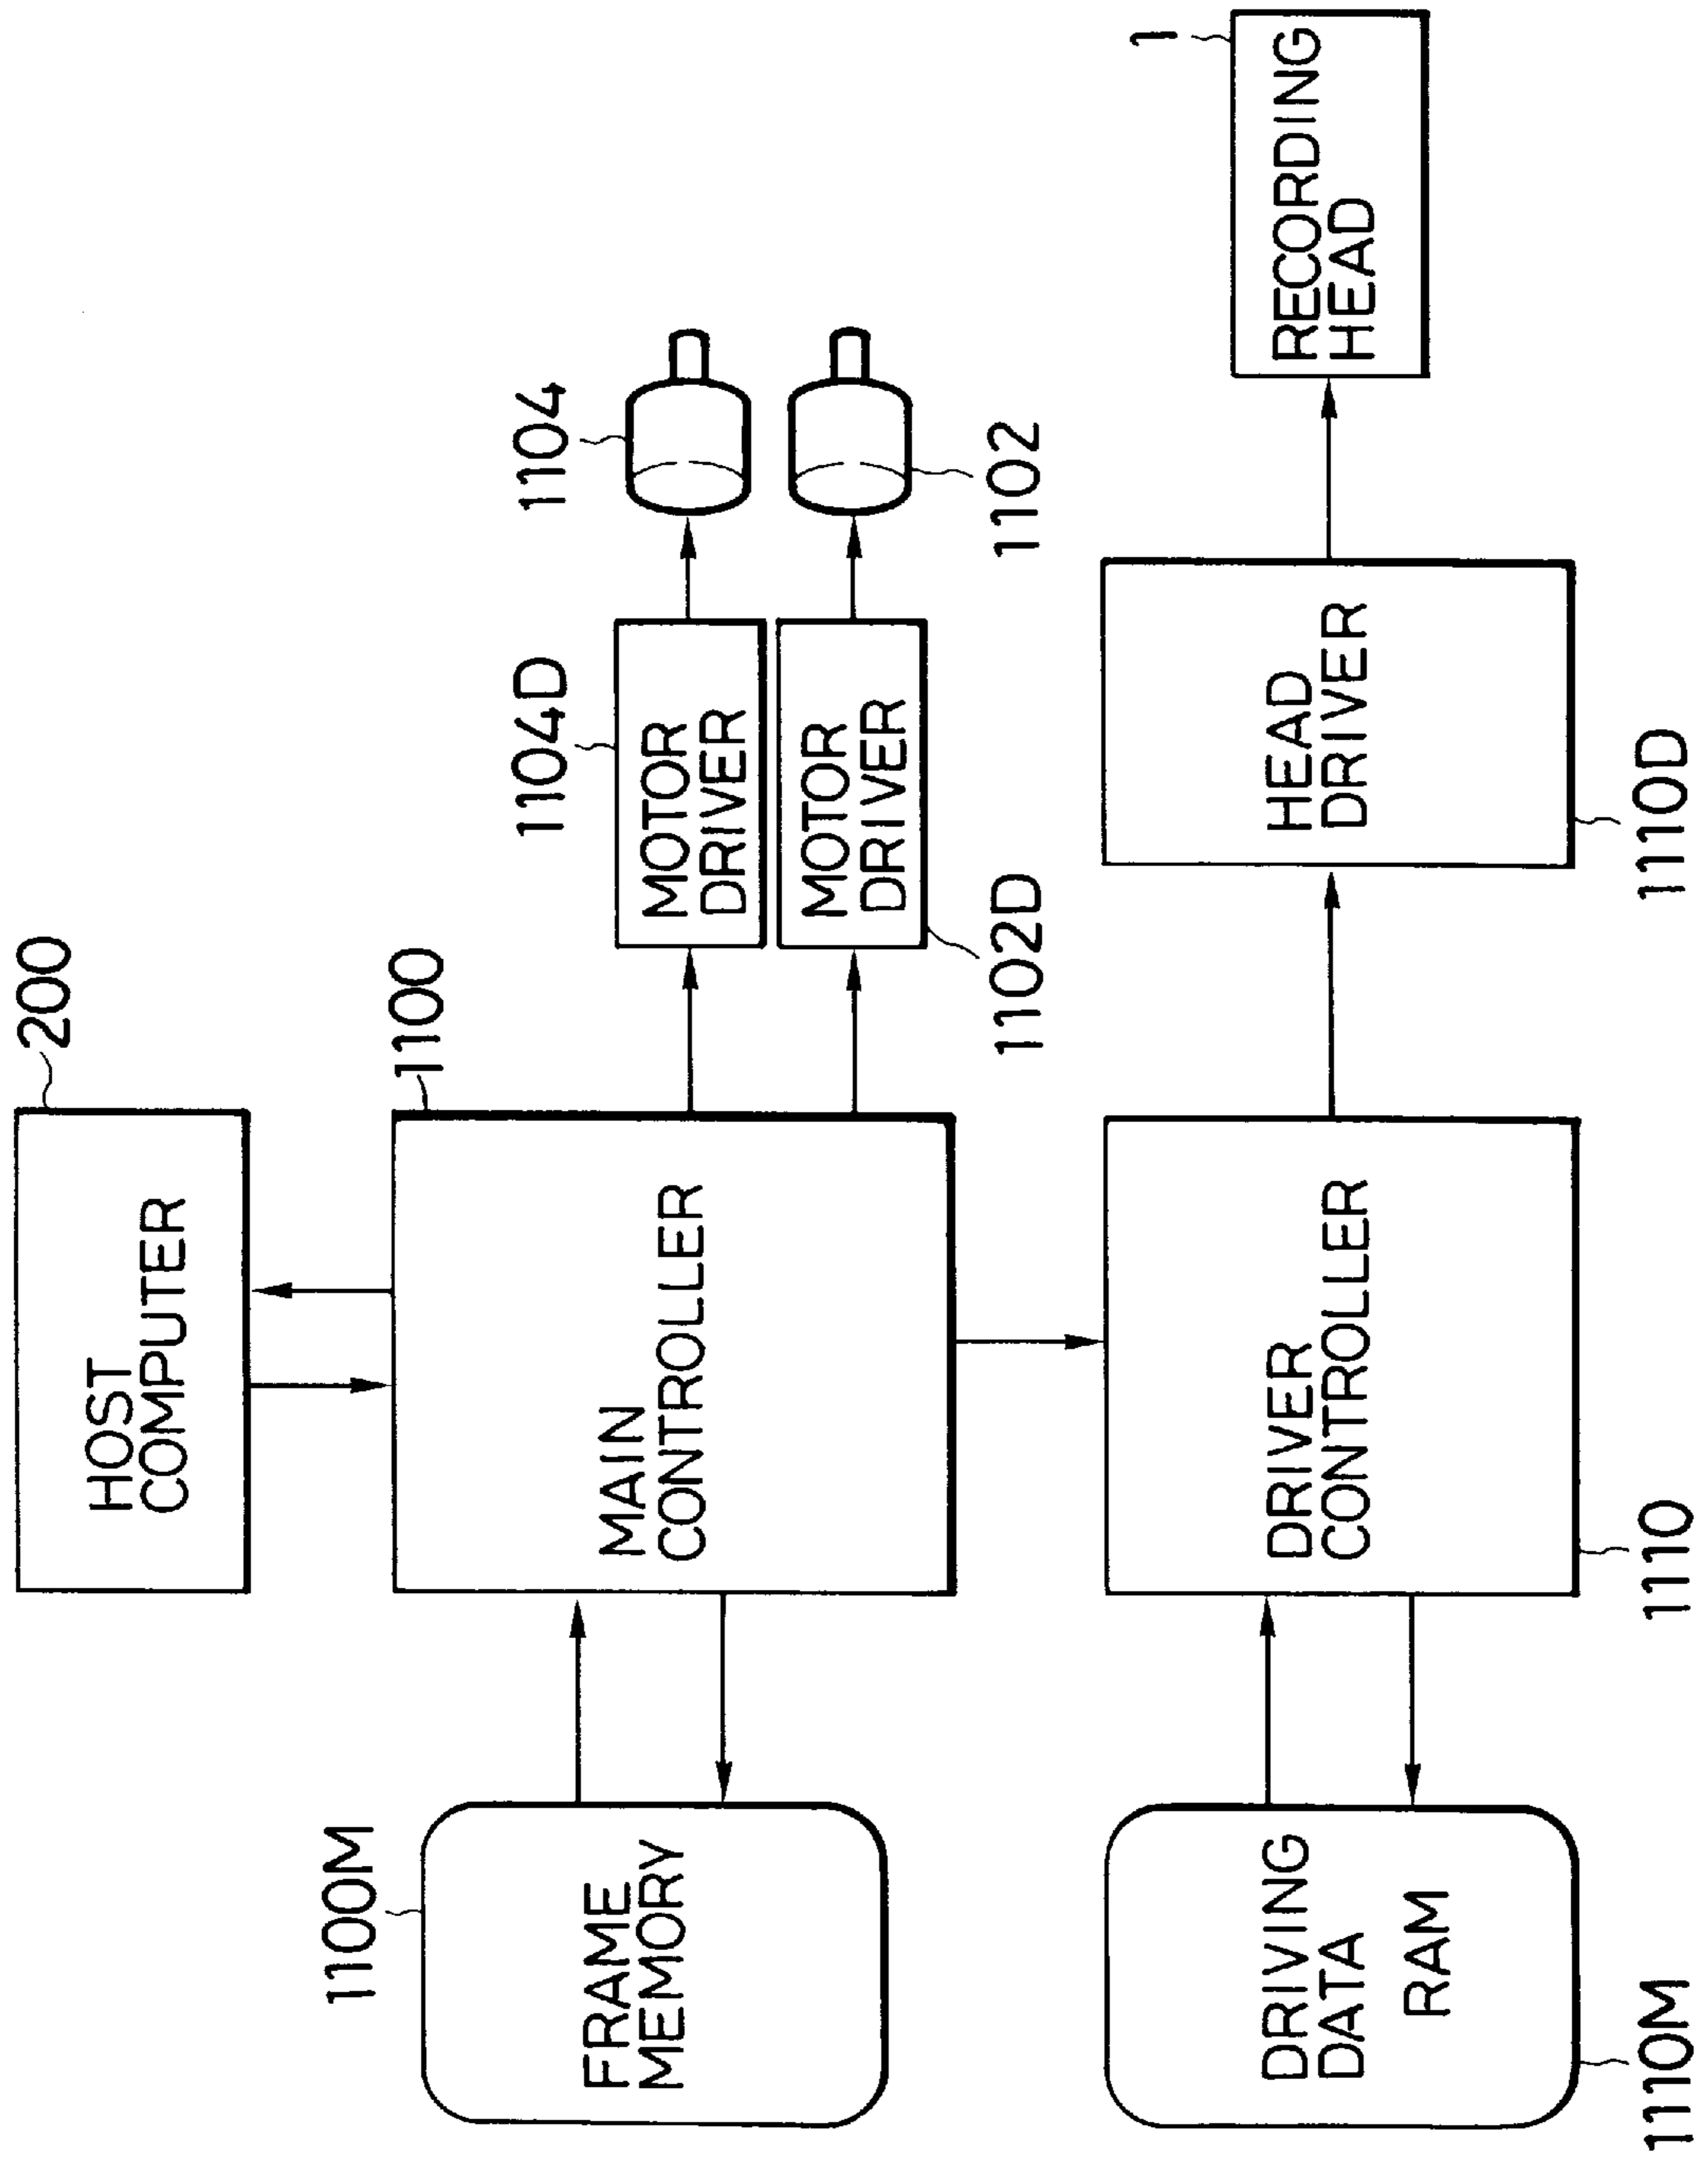 200
HOST
COMPUTER
1100
MAIN
CONTROLLER
1100M
FRAME
MEMORY
1104D
MOTOR
DRIVER
1104
MOTOR
DRIVER
1102D
1102
DRIVING
DATA
RAM
1110M
DRIVER
CONTROLLER
1110
HEAD
DRIVER
1110D
1
RECORDING
HEAD